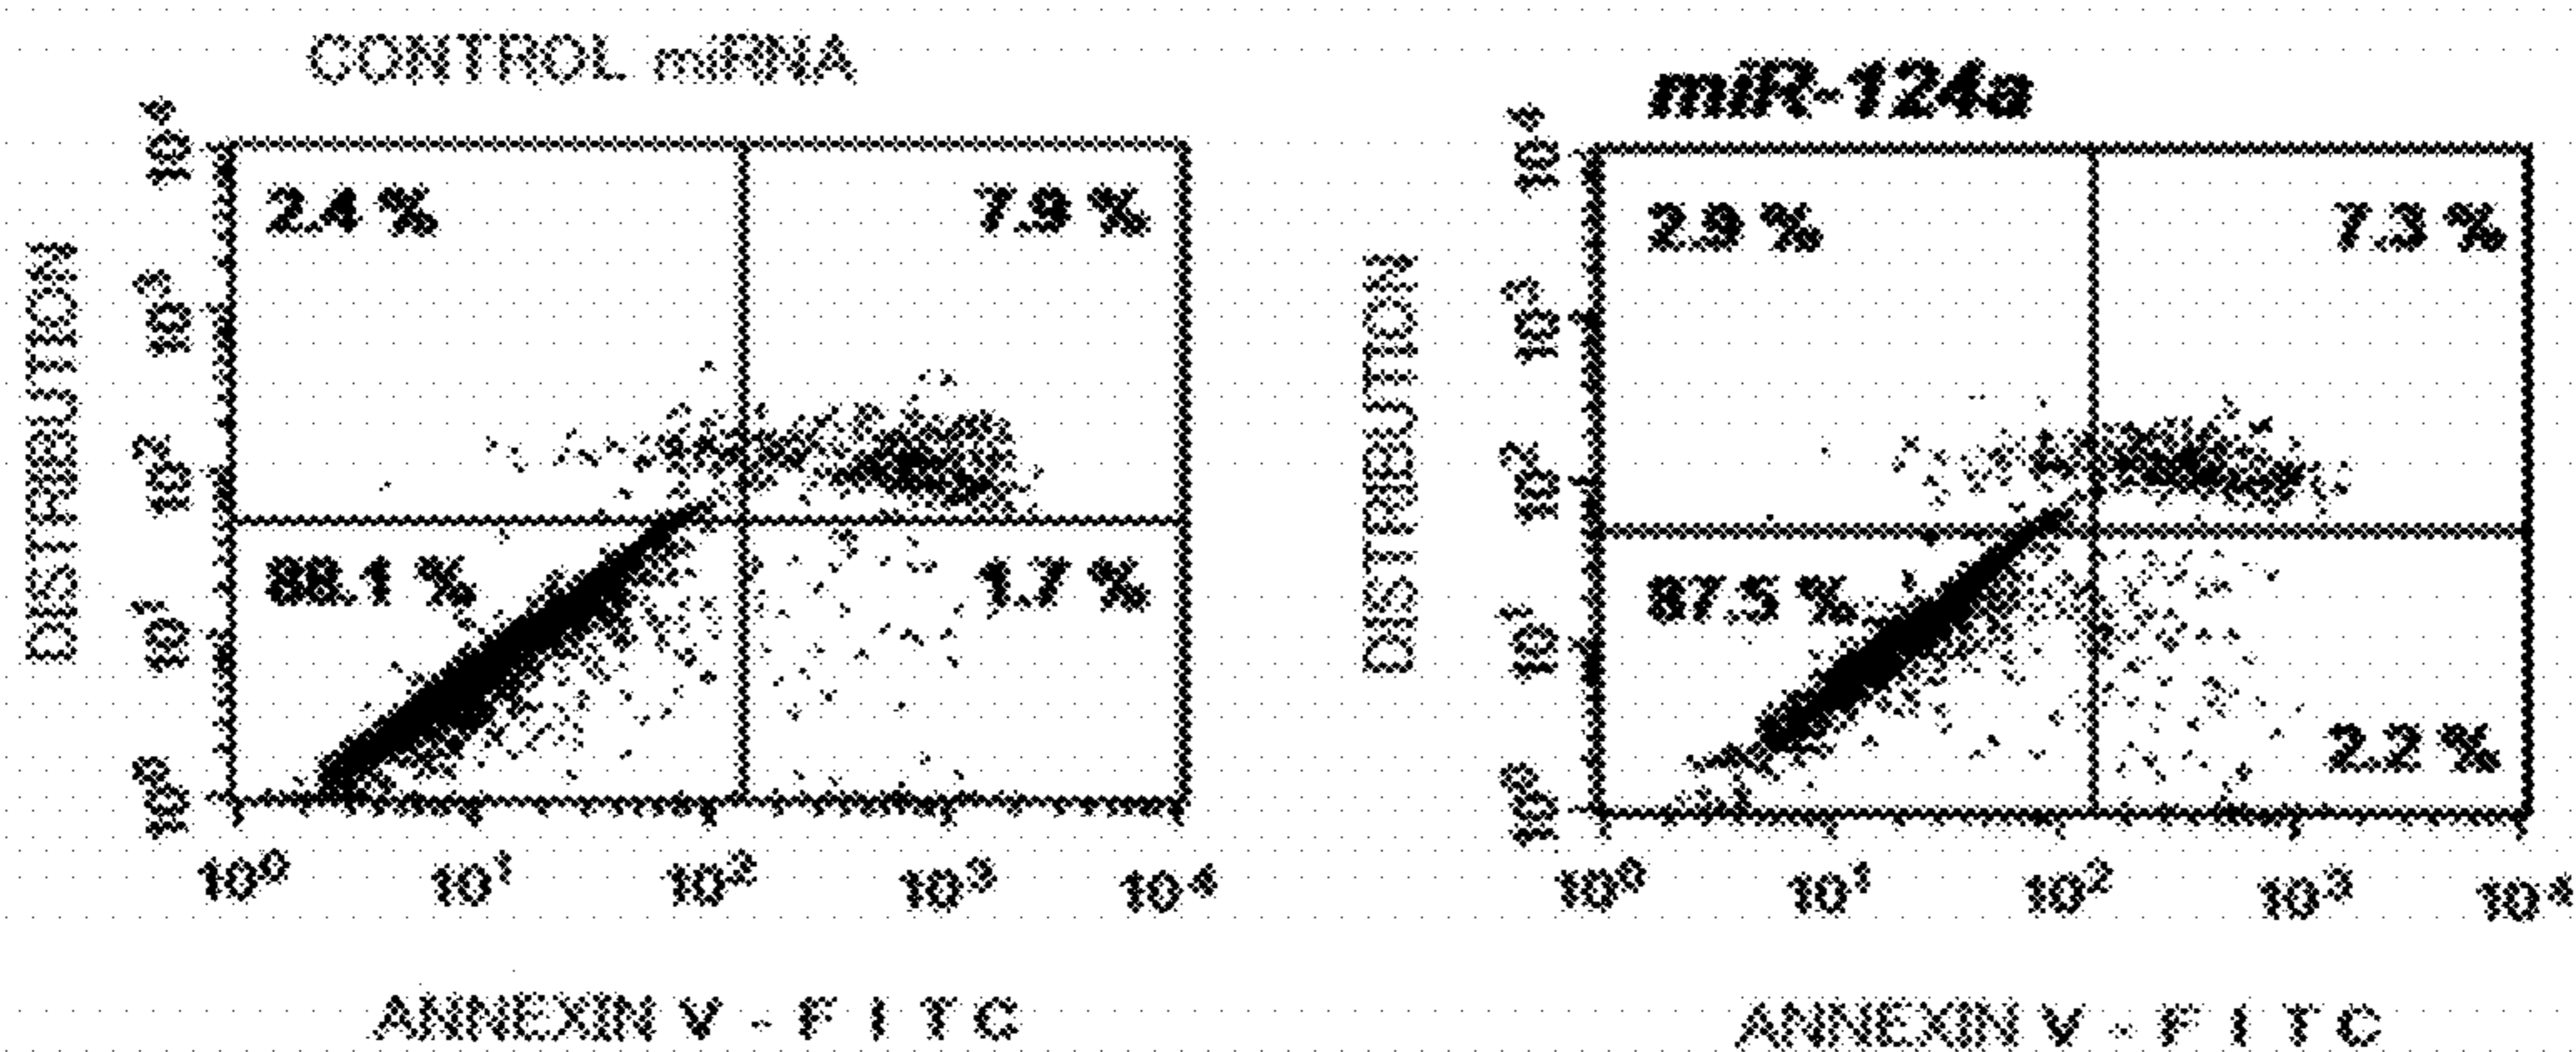 CONTROL miRNA
10⁴
10³
10²
10¹
10⁰
DISTRIBUTION
2.4 %
7.9 %
88.1 %
1.7 %
10⁰ 10¹ 10² 10³ 10⁴
ANNEXIN V - F I T C
miR-124a
10⁴
10³
10²
10¹
10⁰
DISTRIBUTION
2.9 %
7.3 %
87.5 %
2.2 %
10⁰ 10¹ 10² 10³ 10⁴
ANNEXIN V - F I T C